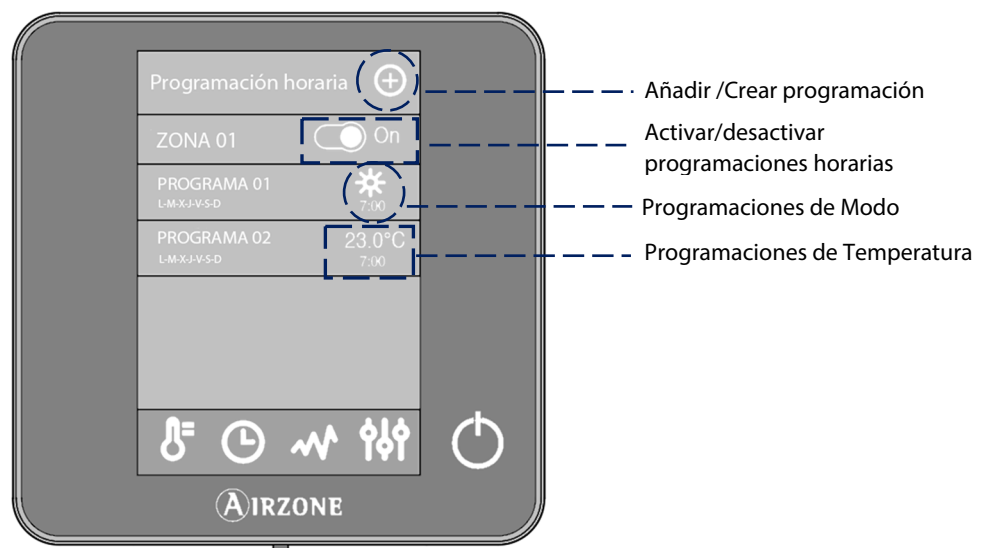 Programación horaria
Añadir /Crear programación
ZONA 01
On
Activar/desactivar
programaciones horarias
PROGRAMA 01
L-M-X-J-V-S-D
7:00
Programaciones de Modo
PROGRAMA 02
L-M-X-J-V-S-D
23.0°C
7:00
Programaciones de Temperatura
AIRZONE